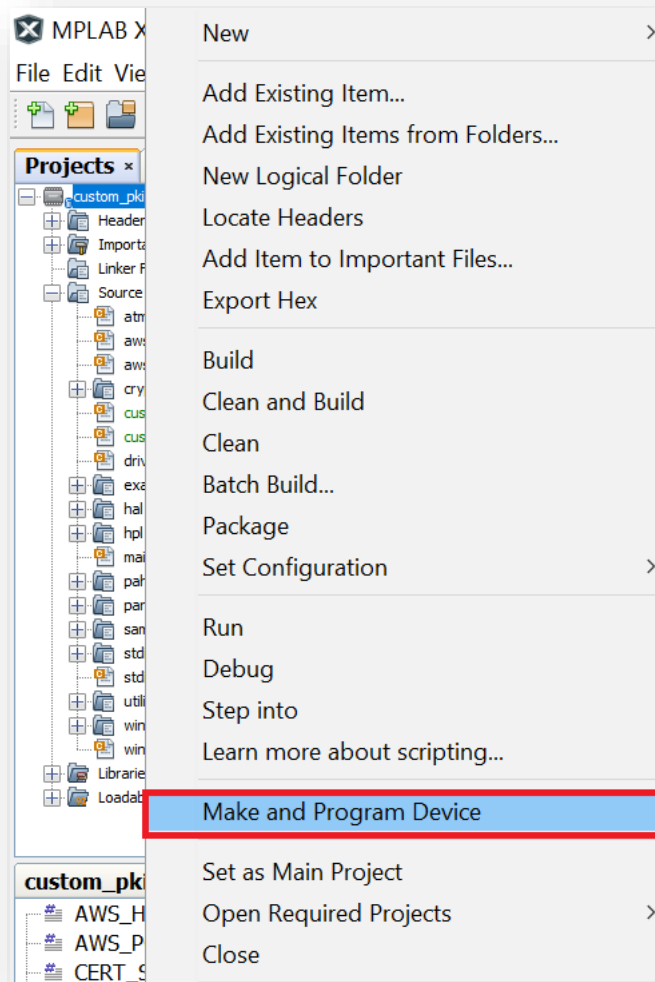 MPLAB X
File Edit Vie
Projects ×
custom_pki
Header
Importa
Linker F
Source
atm
aws
aws
cry
cus
cus
driv
exa
hal
hpl
mai
pah
par
san
std
std
utili
win
win
Librarie
Loadab
custom_pki
AWS_H
AWS_P
CERT_S
New
Add Existing Item...
Add Existing Items from Folders...
New Logical Folder
Locate Headers
Add Item to Important Files...
Export Hex
Build
Clean and Build
Clean
Batch Build...
Package
Set Configuration
Run
Debug
Step into
Learn more about scripting...
Make and Program Device
Set as Main Project
Open Required Projects
Close